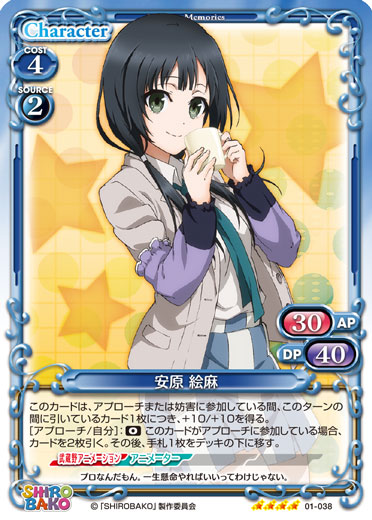 Memories
Character
COST
4
SOURCE
2
30 AP
DP 40
安原 絵麻
このカードは、アプローチまたは妨害に参加している間、このターンの
間に引いているカード1枚につき、+10/+10を得る。
[アプローチ/自分]:0 このカードがアプローチに参加している場合、
カードを2枚引く。その後、手札1枚をデッキの下に移す。
武蔵野アニメーション アニメーター
プロなんだもん。一生懸命やればいいってわけじゃない。
SHIRO
BAKO
©「SHIROBAKO」製作委員会
01-038